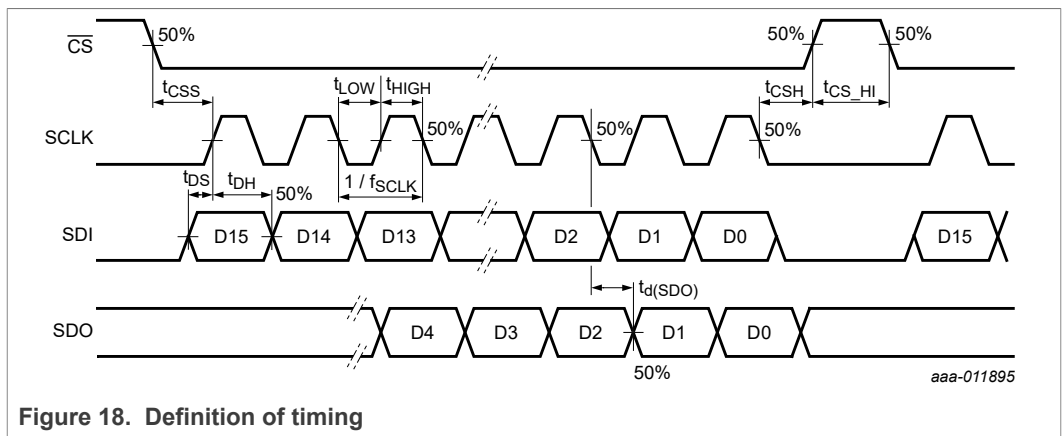 50%
CS
50%
50%
tCSS
tLOW
tHIGH
tCSH
tCS_HI
SCLK
50%
50%
50%
tDS
tDH
50%
1 / fSCLK
SDI
D15
D14
D13
D2
D1
D0
D15
td(SDO)
SDO
D4
D3
D2
D1
D0
50%
aaa-011895
Figure 18. Definition of timing